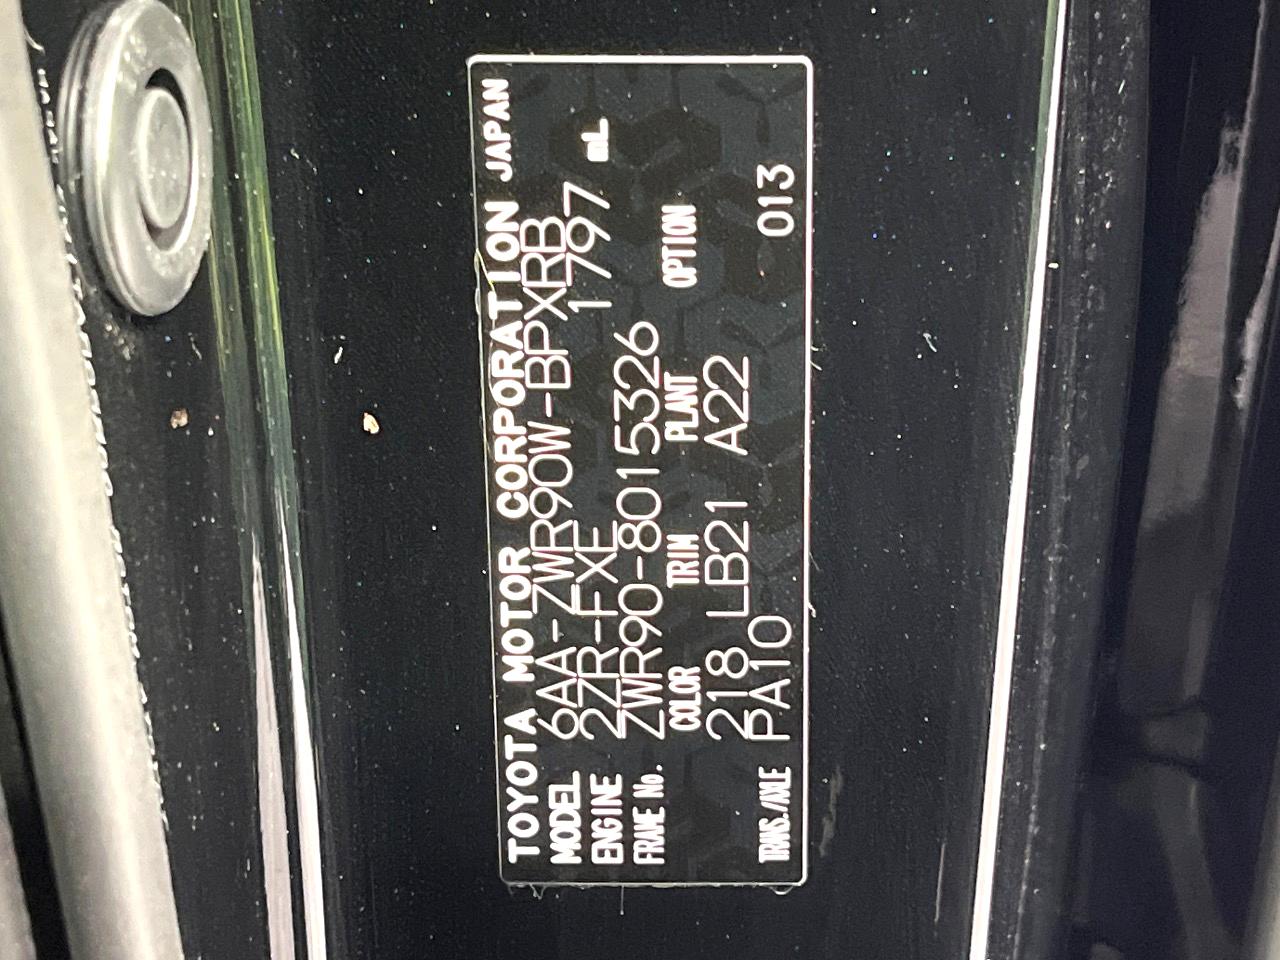 TOYOTA MOTOR CORPORATION JAPAN
MODEL 6AA-ZWR90W-BPXRB
ENGINE 2ZR-FXE 1797 mL
FRAME No. ZWR90-8015326
COLOR TRIM PLANT OPTION
218 LB21 A22
TRANS./AXLE PA10 013